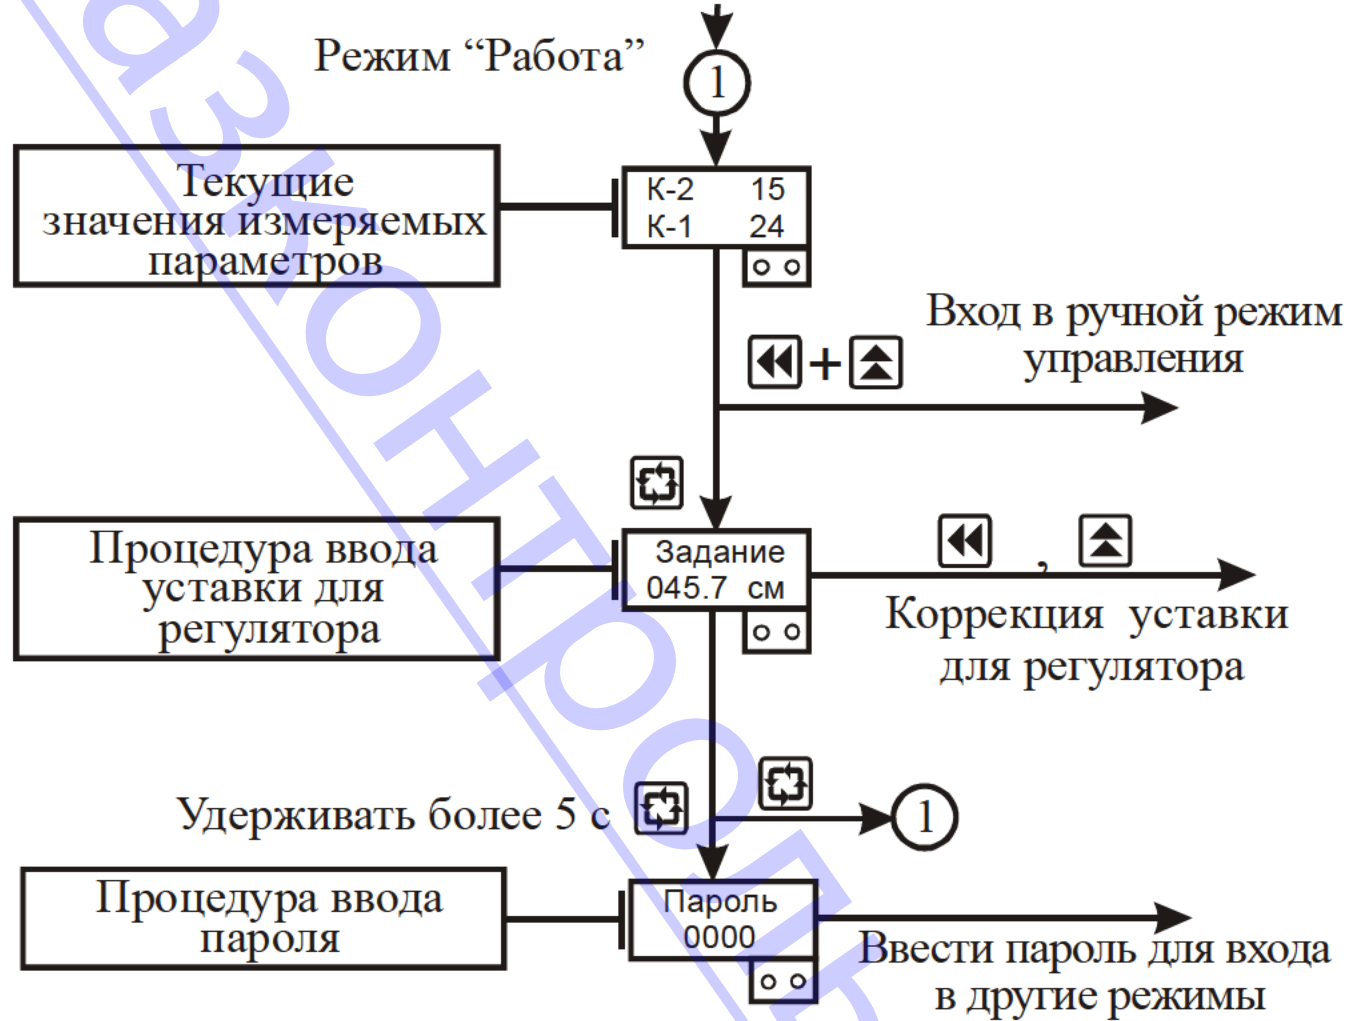 Режим “Работа”
1
Текущие
значения измеряемых
параметров
К-2 15
К-1 24
Вход в ручной режим
управления
+
Процедура ввода
уставки для
регулятора
Задание
045.7 см
,
Коррекция уставки
для регулятора
Удерживать более 5 с
1
Процедура ввода
пароля
Пароль
0000
Ввести пароль для входа
в другие режимы
азконтроль